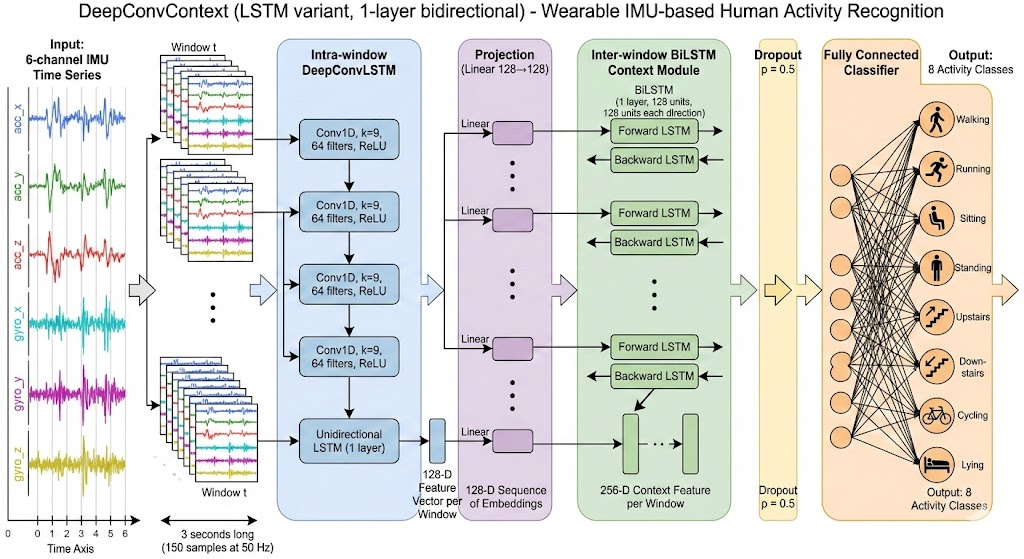 DeepConvContext (LSTM variant, 1-layer bidirectional) - Wearable IMU-based Human Activity Recognition
Input:
6-channel IMU
Time Series
acc_x
acc_y
acc_z
gyro_x
gyro_y
gyro_z
0 0 1 2 3 4 5 6
Time Axis
Window t
Window t
3 seconds long
(150 samples at 50 Hz)
Intra-window
DeepConvLSTM
Conv1D, k=9,
64 filters, ReLU
Conv1D, k=9,
64 filters, ReLU
Conv1D, k=9,
64 filters, ReLU
Conv1D, k=9,
64 filters, ReLU
Unidirectional
LSTM (1 layer)
128-D
Feature
Vector per
Window
Projection
(Linear 128→128)
Linear
Linear
Linear
Linear
128-D Sequence
of Embeddings
Inter-window BiLSTM
Context Module
BiLSTM
(1 layer, 128 units,
128 units each direction)
Forward LSTM
Backward LSTM
Forward LSTM
Backward LSTM
Forward LSTM
Backward LSTM
256-D Context Feature
per Window
Dropout
p = 0.5
Dropout
p = 0.5
Fully Connected
Classifier
Output:
8 Activity Classes
Walking
Running
Sitting
Standing
Upstairs
Down-
stairs
Cycling
Lying
Output: 8
Activity Classes